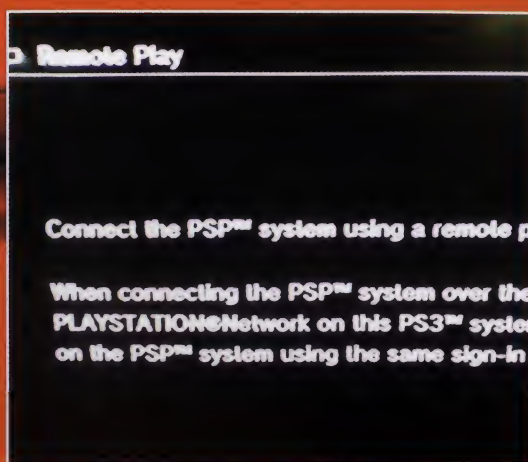 Remote Play
Connect the PSP™ system using a remote p
When connecting the PSP™ system over the
PLAYSTATION®Network on this PS3™ syste
on the PSP™ system using the same sign-in